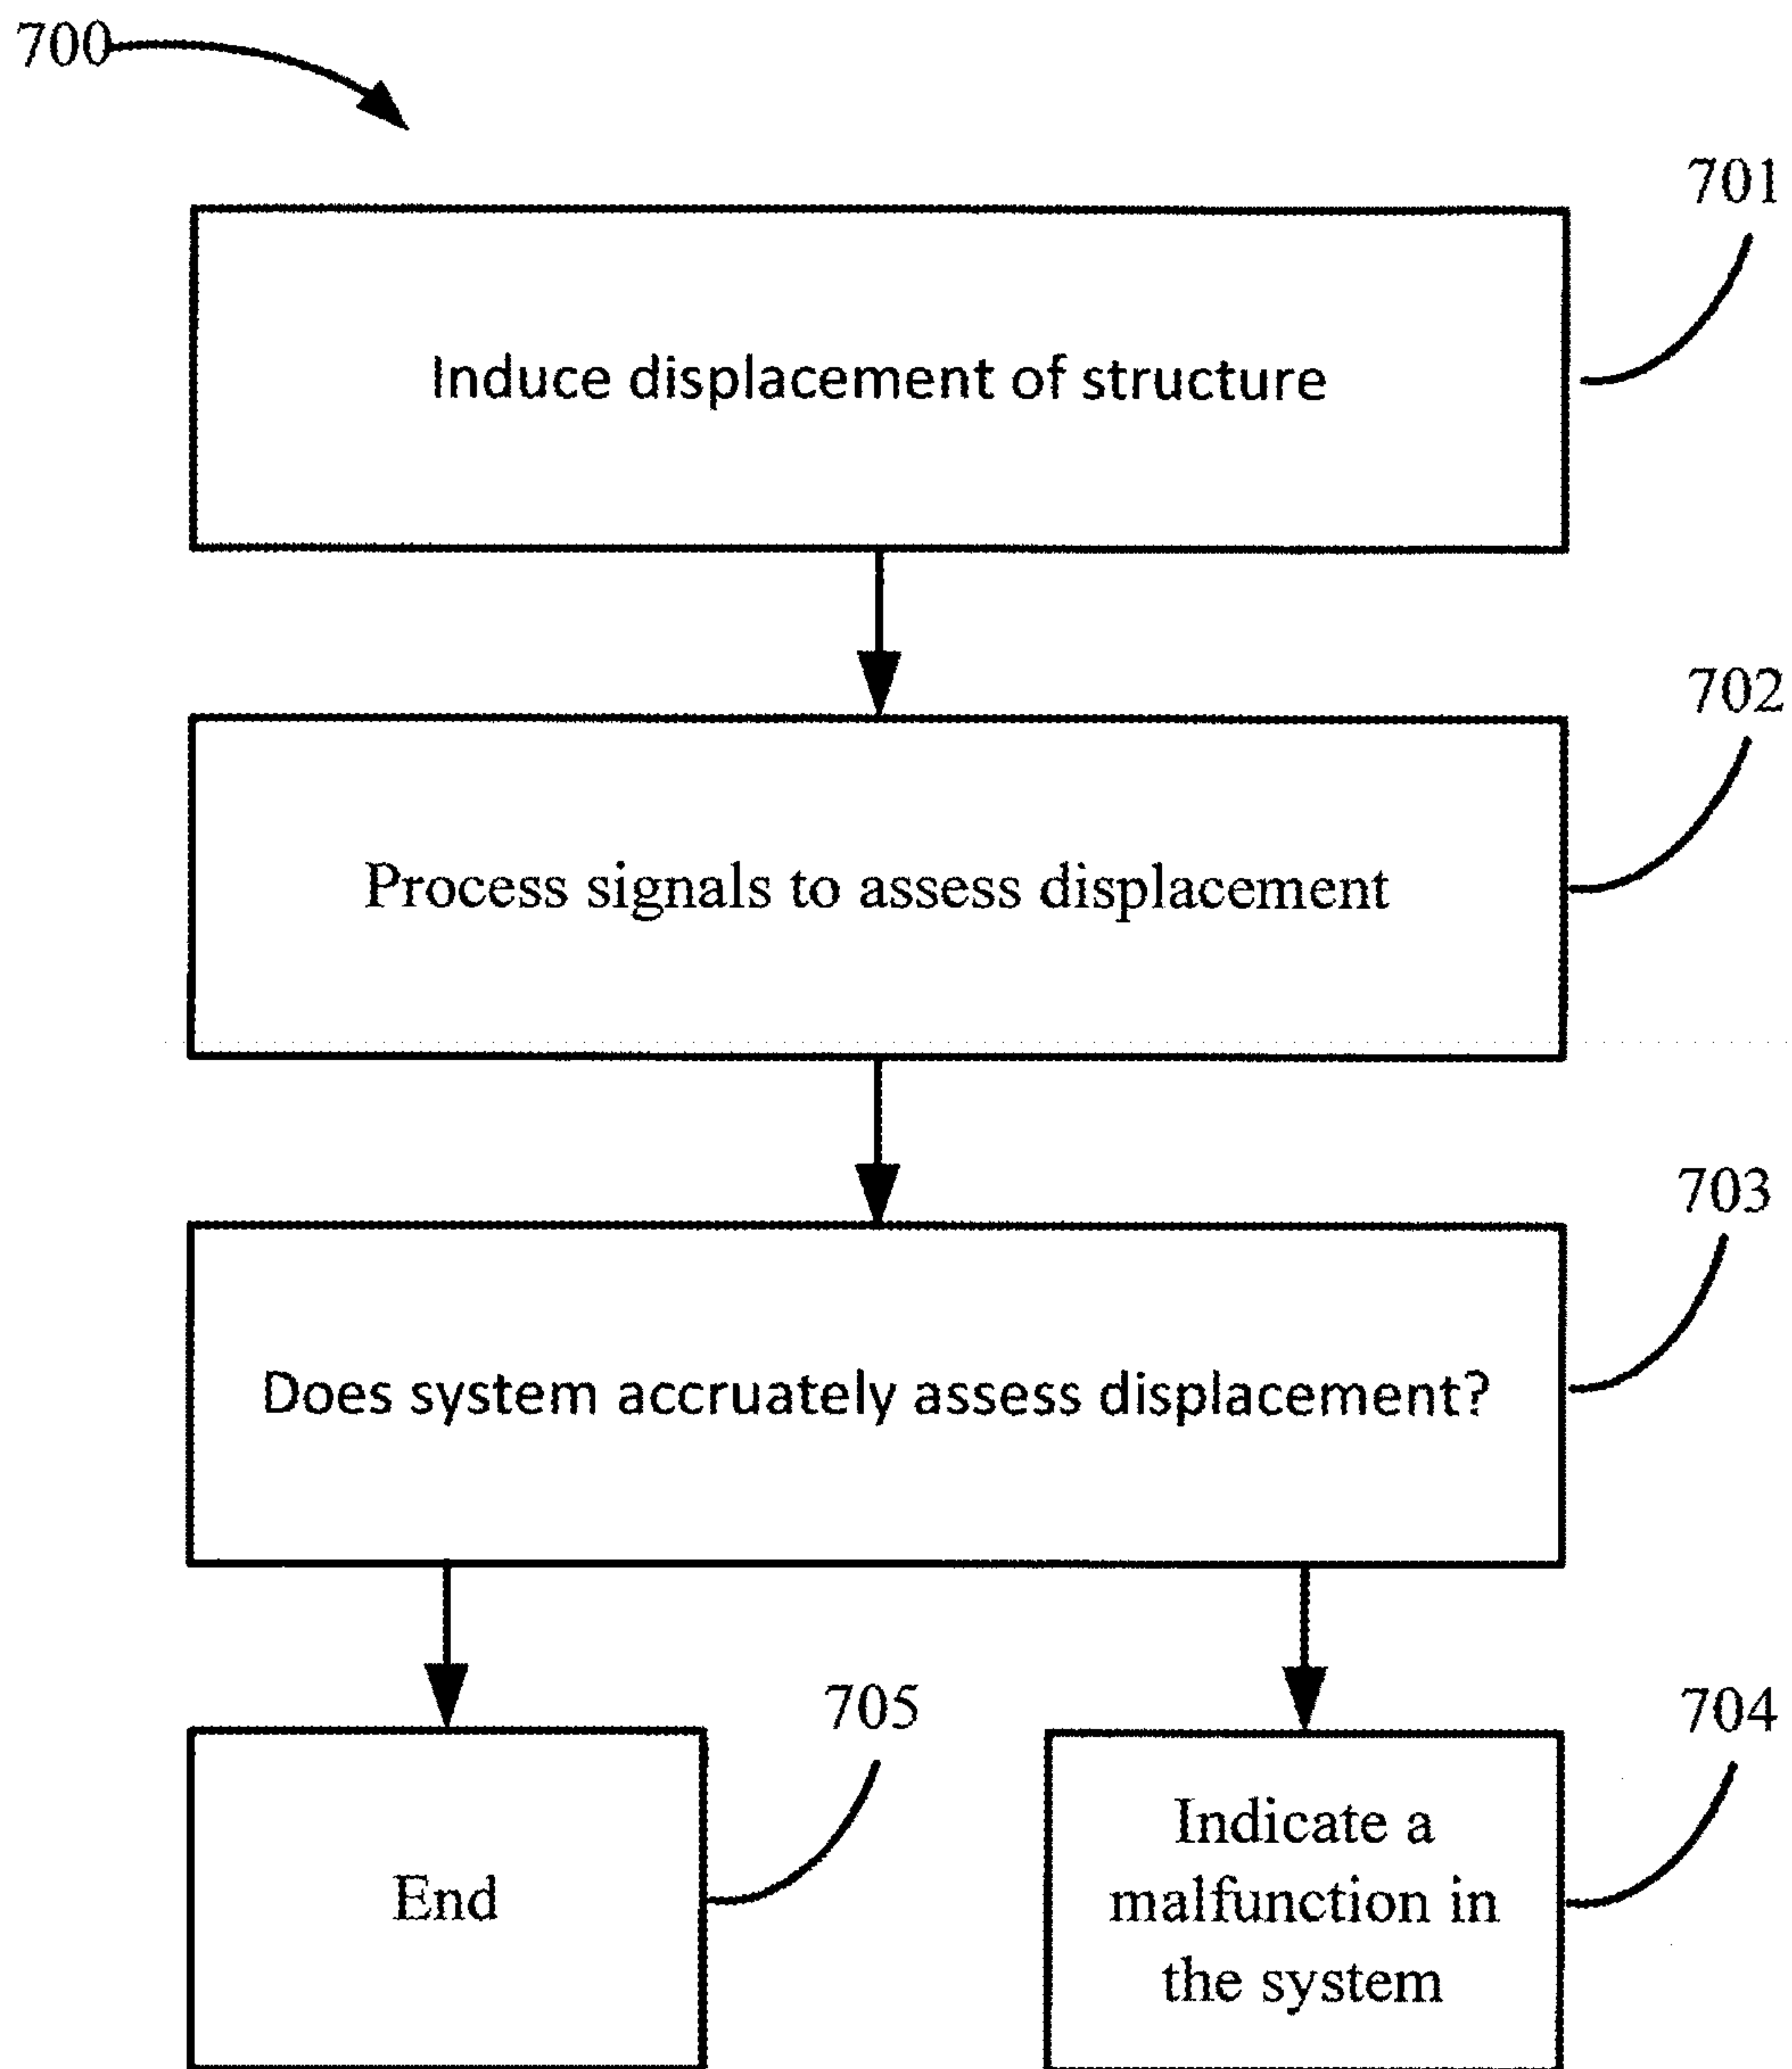 700
701
Induce displacement of structure
702
Process signals to assess displacement
703
Does system accruately assess displacement?
705
704
End
Indicate a
malfunction in
the system